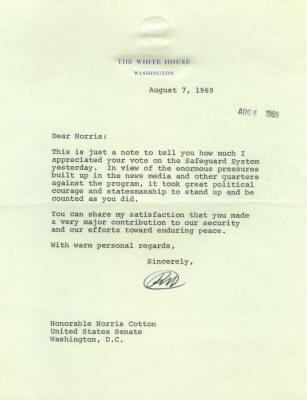 THE WHITE HOUSE
WASHINGTON
August 7, 1969
AUG 8 1969
Dear Norris:
This is just a note to tell you how much I
appreciated your vote on the Safeguard System
yesterday. In view of the enormous pressures
built up in the news media and other quarters
against the program, it took great political
courage and statesmanship to stand up and be
counted as you did.
You can share my satisfaction that you made
a very major contribution to our security
and our efforts toward enduring peace.
With warm personal regards,
Sincerely,
Honorable Norris Cotton
United States Senate
Washington, D.C.